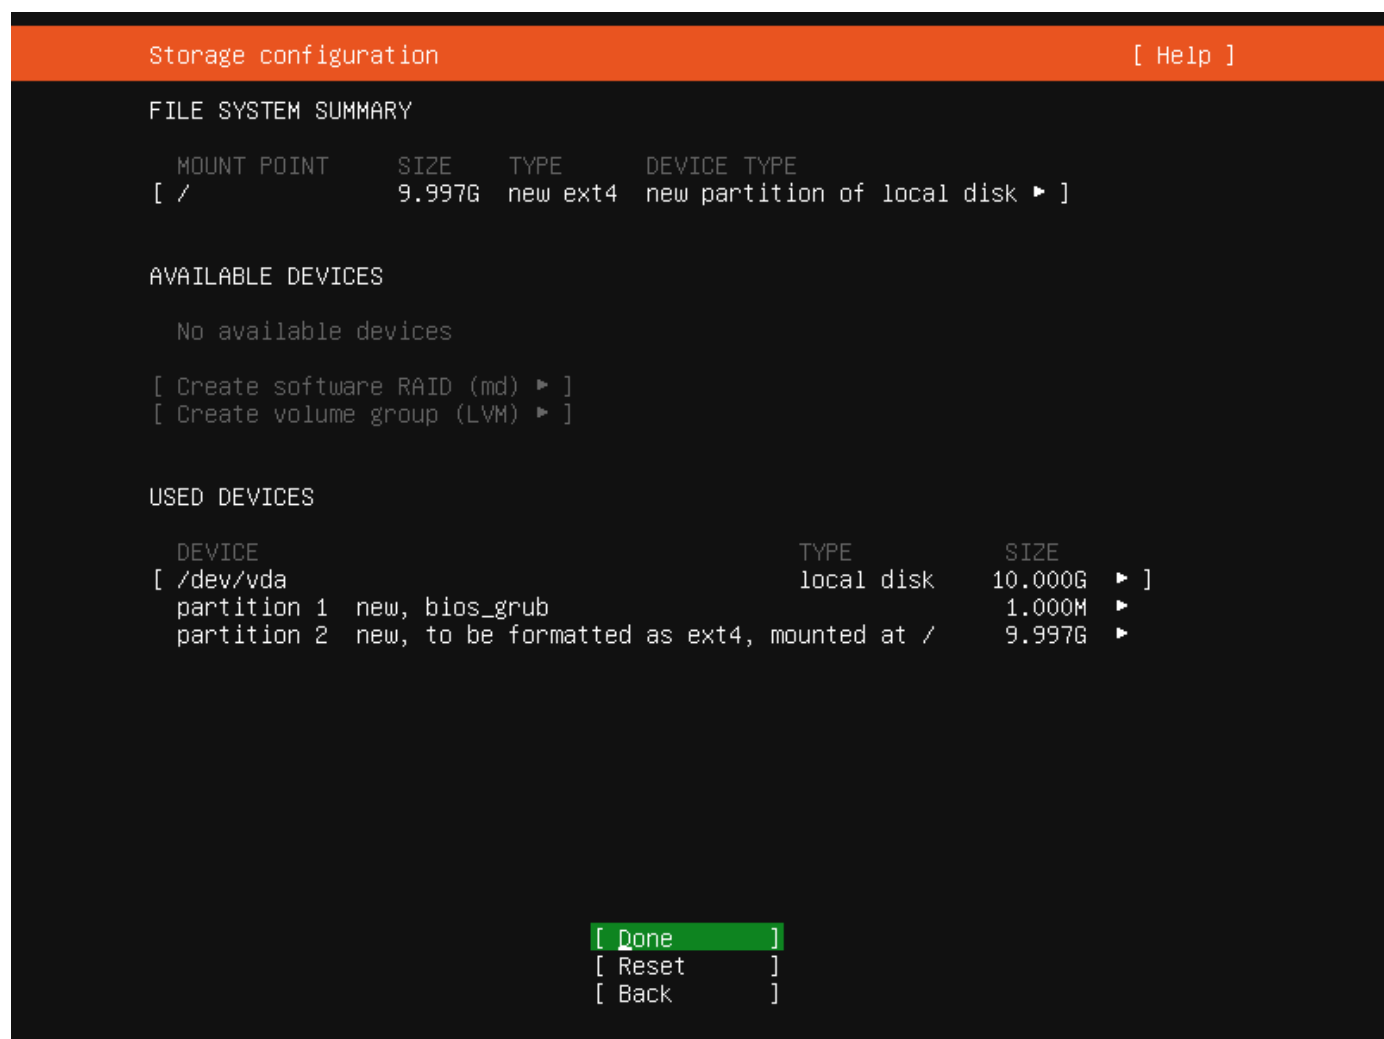 Storage configuration [ Help ]
FILE SYSTEM SUMMARY
MOUNT POINT SIZE TYPE DEVICE TYPE
[ / 9.997G new ext4 new partition of local disk ▸ ]
AVAILABLE DEVICES
No available devices
[ Create software RAID (md) ▸ ]
[ Create volume group (LVM) ▸ ]
USED DEVICES
DEVICE TYPE SIZE
[ /dev/vda local disk 10.000G ▸ ]
partition 1 new, bios_grub 1.000M ▸
partition 2 new, to be formatted as ext4, mounted at / 9.997G ▸
[ Done ]
[ Reset ]
[ Back ]